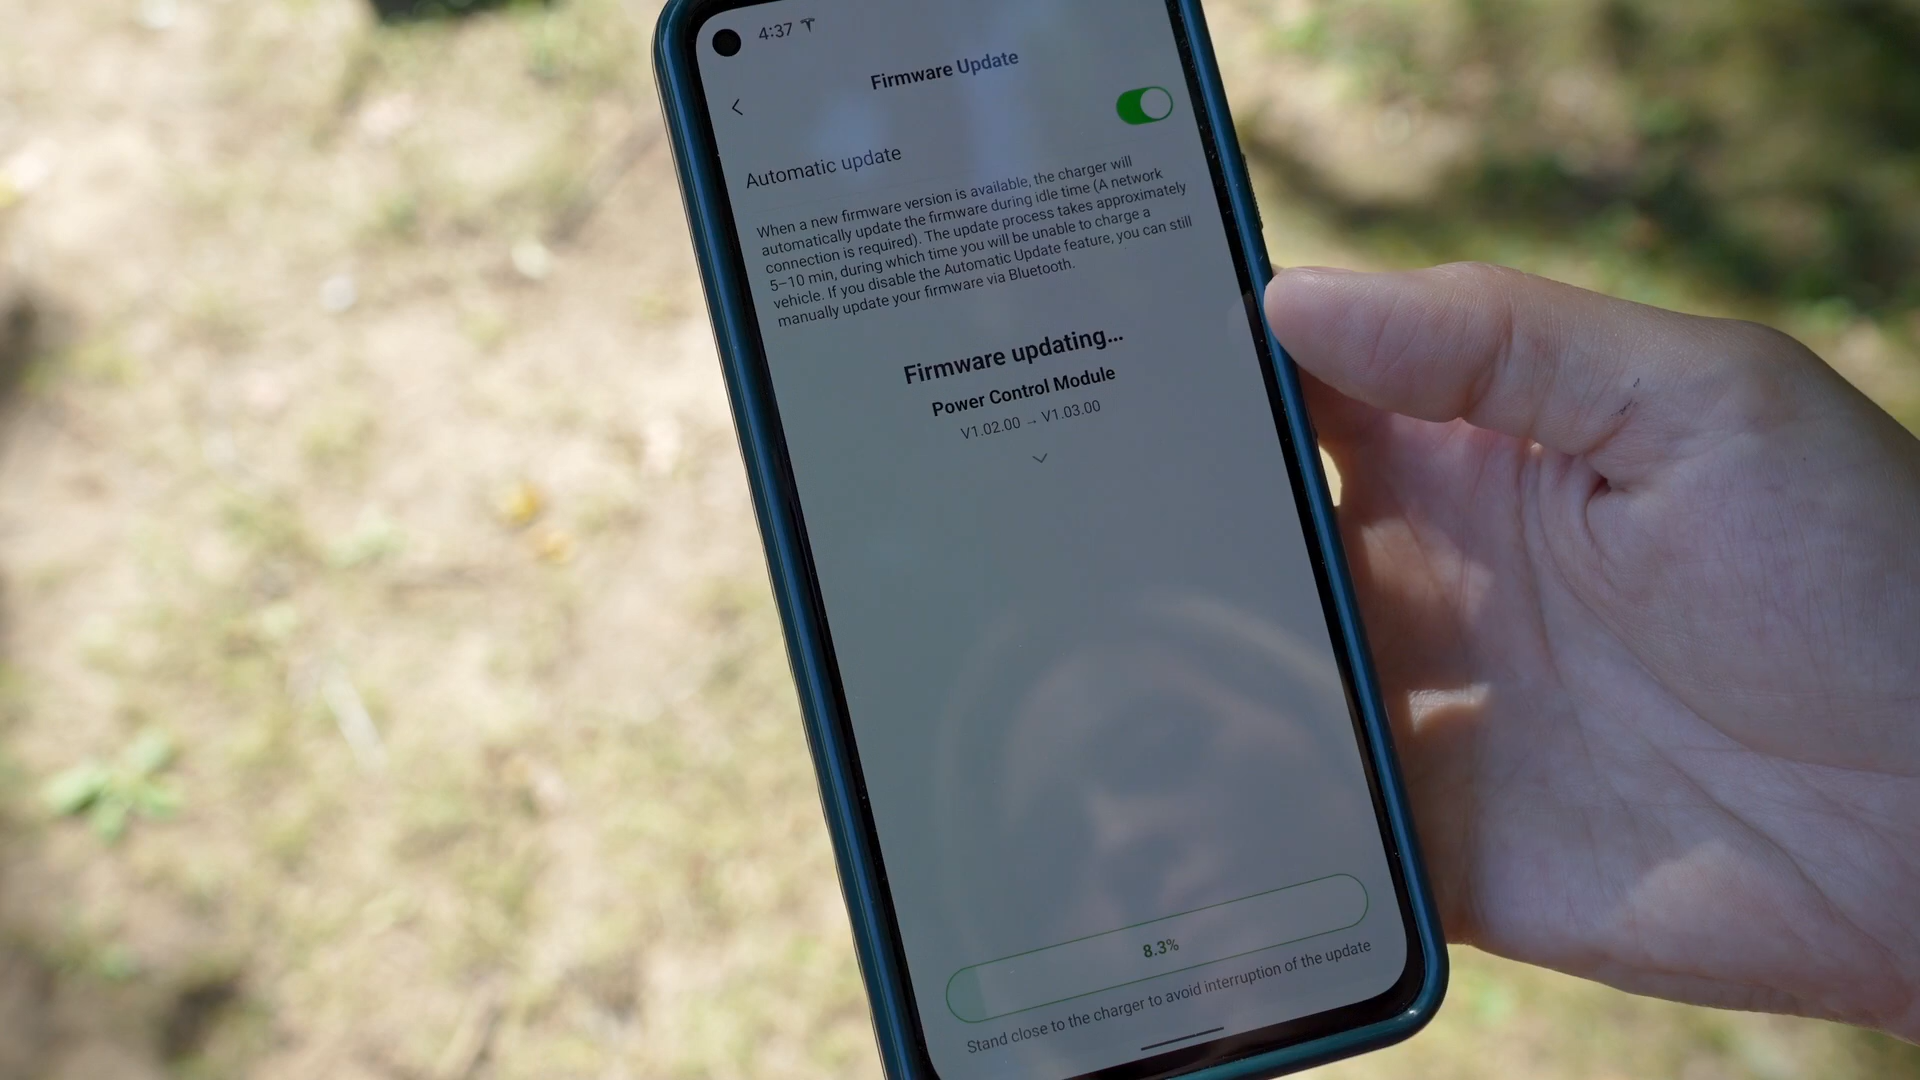 4:37
Firmware Update
Automatic update
When a new firmware version is available, the charger will
automatically update the firmware during idle time (A network
connection is required). The update process takes approximately
5–10 min, during which time you will be unable to charge a
vehicle. If you disable the Automatic Update feature, you can still
manually update your firmware via Bluetooth.
Firmware updating...
Power Control Module
V1.02.00 → V1.03.00
8.3%
Stand close to the charger to avoid interruption of the update